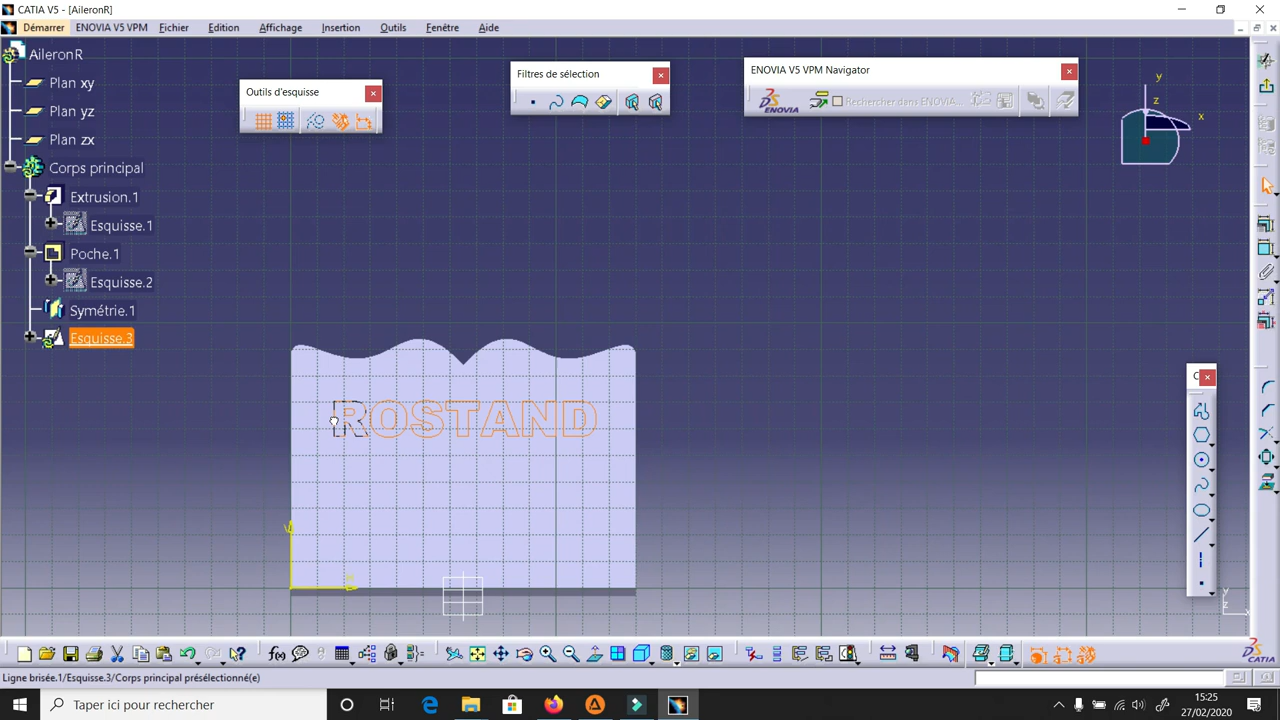 CATIA V5 - [AileronR]
Démarrer ENOVIA V5 VPM Fichier Edition Affichage Insertion Outils Fenêtre Aide
AileronR
Plan xy
Plan yz
Plan zx
Corps principal
Extrusion.1
Esquisse.1
Poche.1
Esquisse.2
Symétrie.1
Esquisse.3
Outils d'esquisse
Filtres de sélection
ENOVIA V5 VPM Navigator
ENOVIA
Rechercher dans ENOVIA...
y
z
x
ROSTAND
C
y
z
f(x)
CATIA
Ligne brisée.1/Esquisse.3/Corps principal présélectionné(e)
Taper ici pour rechercher
15:25
27/02/2020